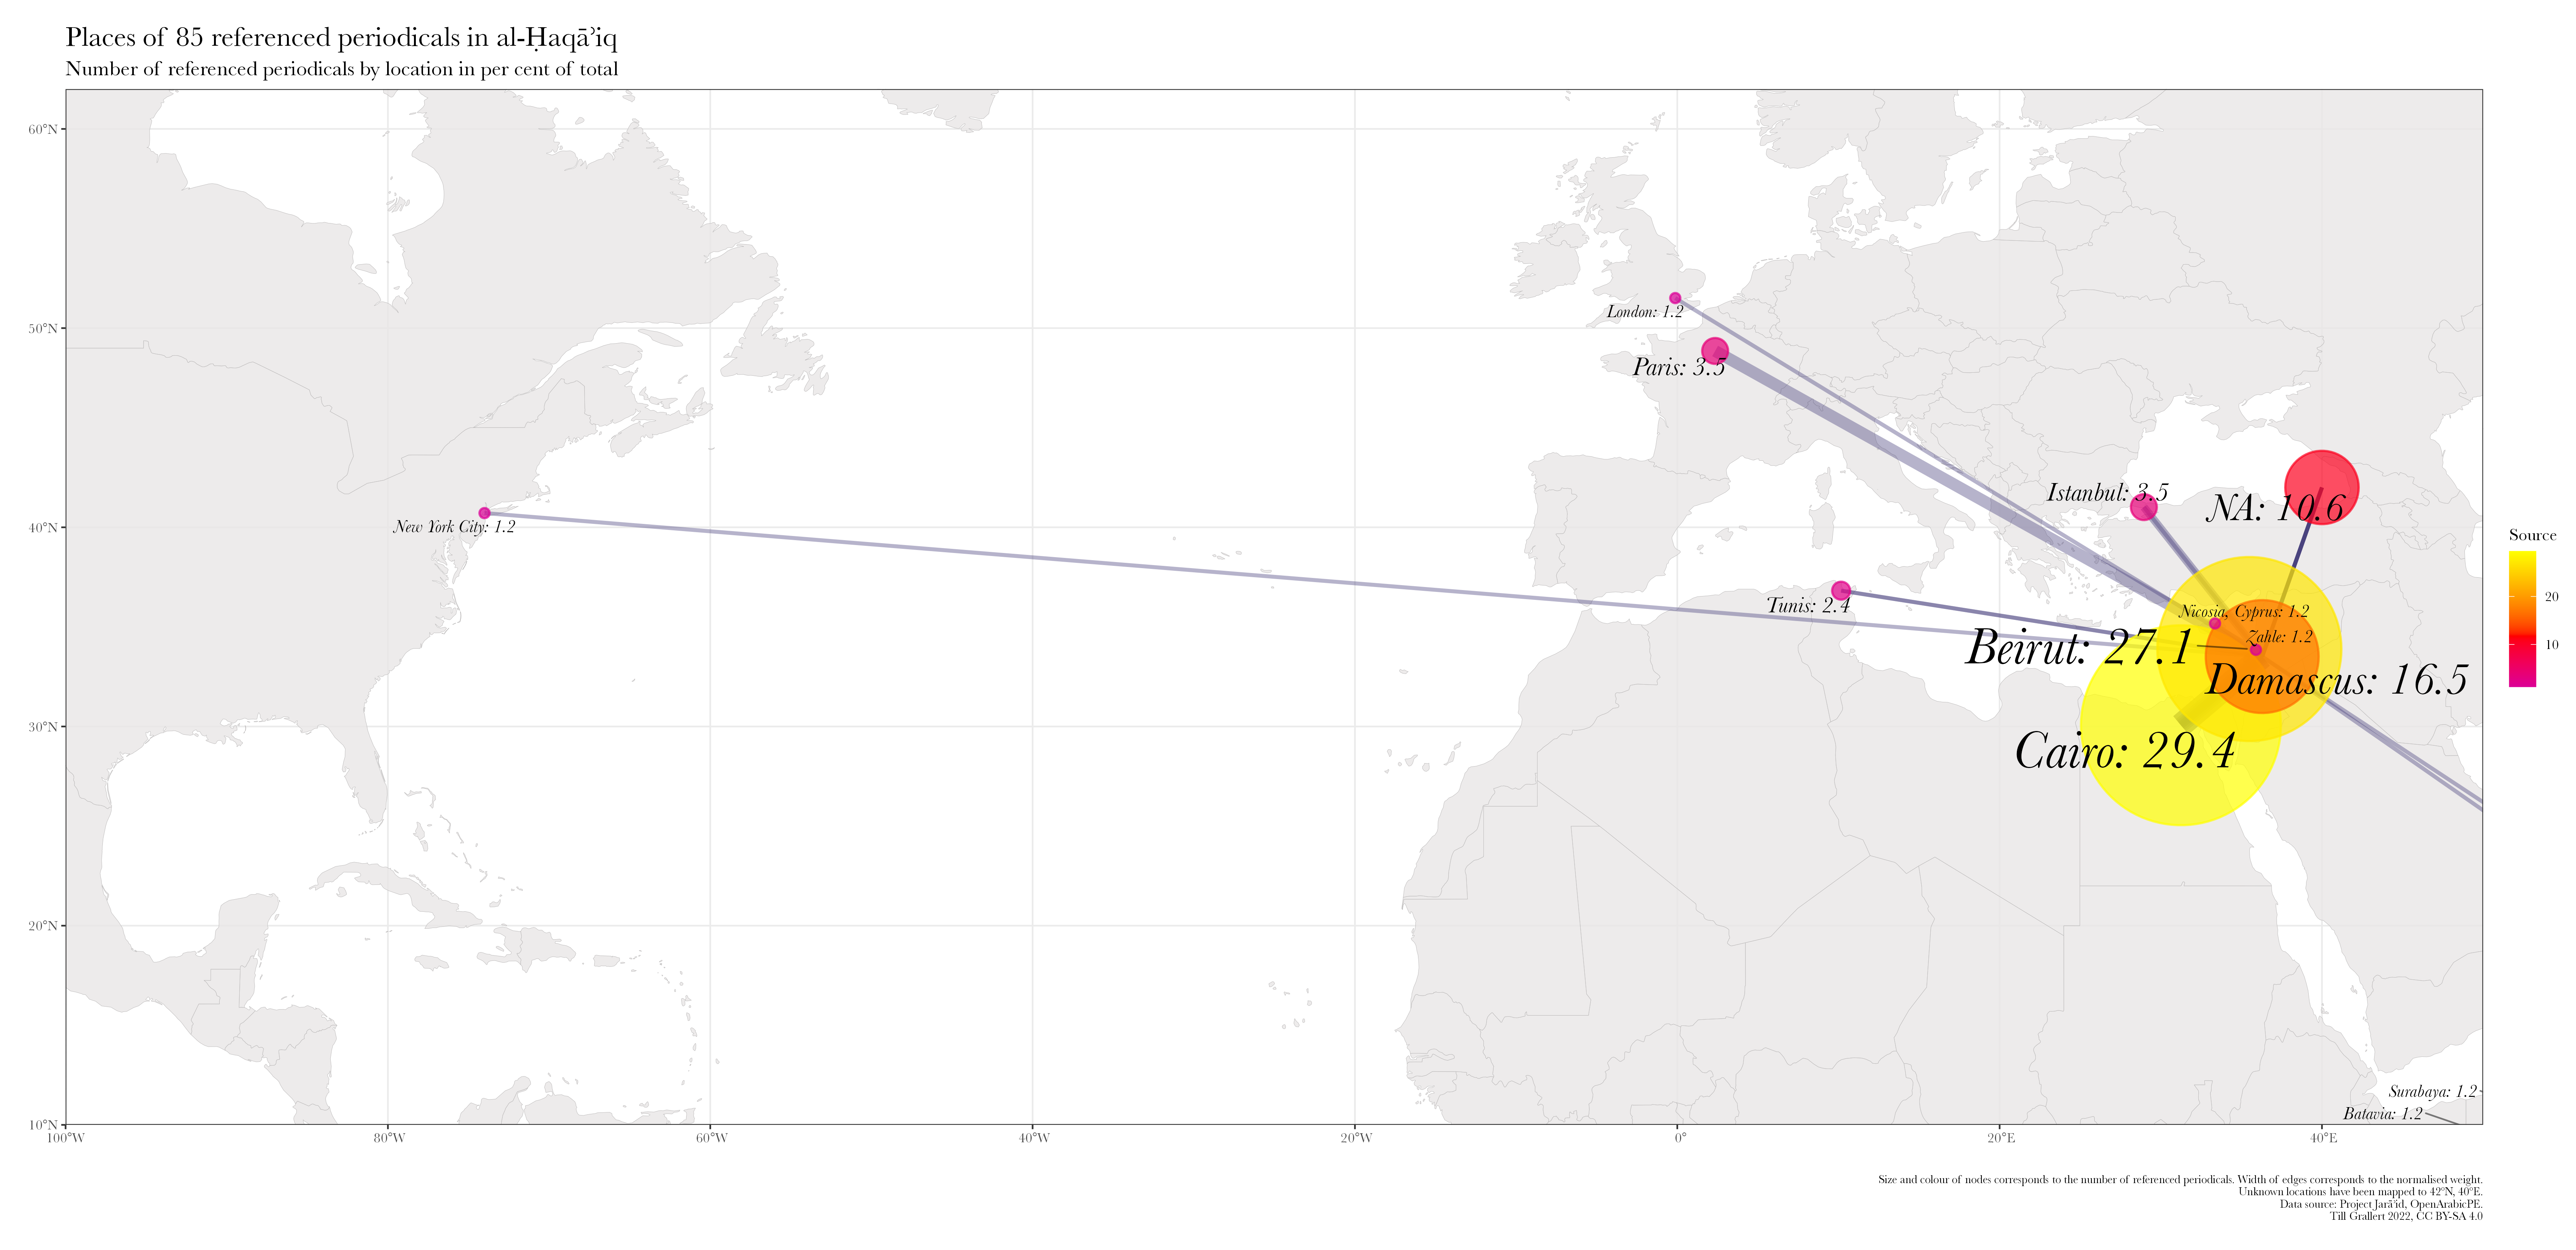 Places of 85 referenced periodicals in al-Ḥaqāʾiq
Number of referenced periodicals by location in per cent of total
60°N
50°N
40°N
30°N
20°N
10°N
London: 1.2
Paris: 3.5
Istanbul: 3.5
NA: 10.6
New York City: 1.2
Tunis: 2.4
Nicosia, Cyprus: 1.2
Zahle: 1.2
Beirut: 27.1
Damascus: 16.5
Cairo: 29.4
Surabaya: 1.2
Batavia: 1.2
Source
20
10
100°W
80°W
60°W
40°W
20°W
0°
20°E
40°E
Size and colour of nodes corresponds to the number of referenced periodicals. Width of edges corresponds to the normalised weight.
Unknown locations have been mapped to 42°N, 40°E.
Data source: Project Jarāʾid, OpenArabicPE.
Till Grallert 2022, CC BY-SA 4.0